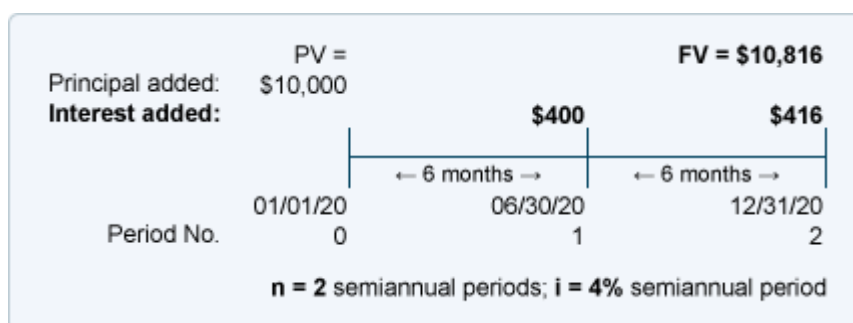 PV = FV = $10,816
Principal added: $10,000
Interest added: $400 $416
← 6 months → ← 6 months →
01/01/20 06/30/20 12/31/20
Period No. 0 1 2
n = 2 semiannual periods; i = 4% semiannual period